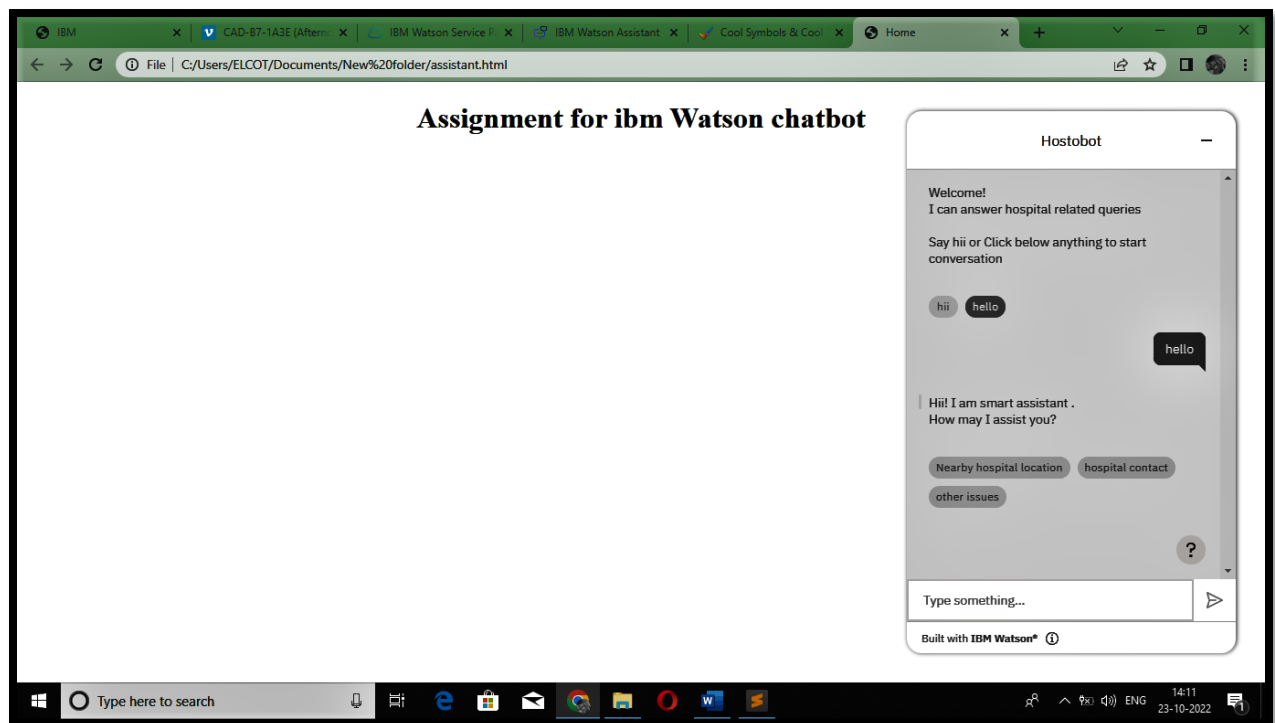 IBM
CAD-B7-1A3E (Aftern
IBM Watson Service P
IBM Watson Assistant
Cool Symbols & Cool
Home
File | C:/Users/ELCOT/Documents/New%20folder/assistant.html
Assignment for ibm Watson chatbot
Hostobot
Welcome!
I can answer hospital related queries
Say hii or Click below anything to start
conversation
hii hello
hello
Hii! I am smart assistant .
How may I assist you?
Nearby hospital location hospital contact
other issues
?
Type something...
Built with IBM Watson®
Type here to search
ENG
14:11
23-10-2022
1